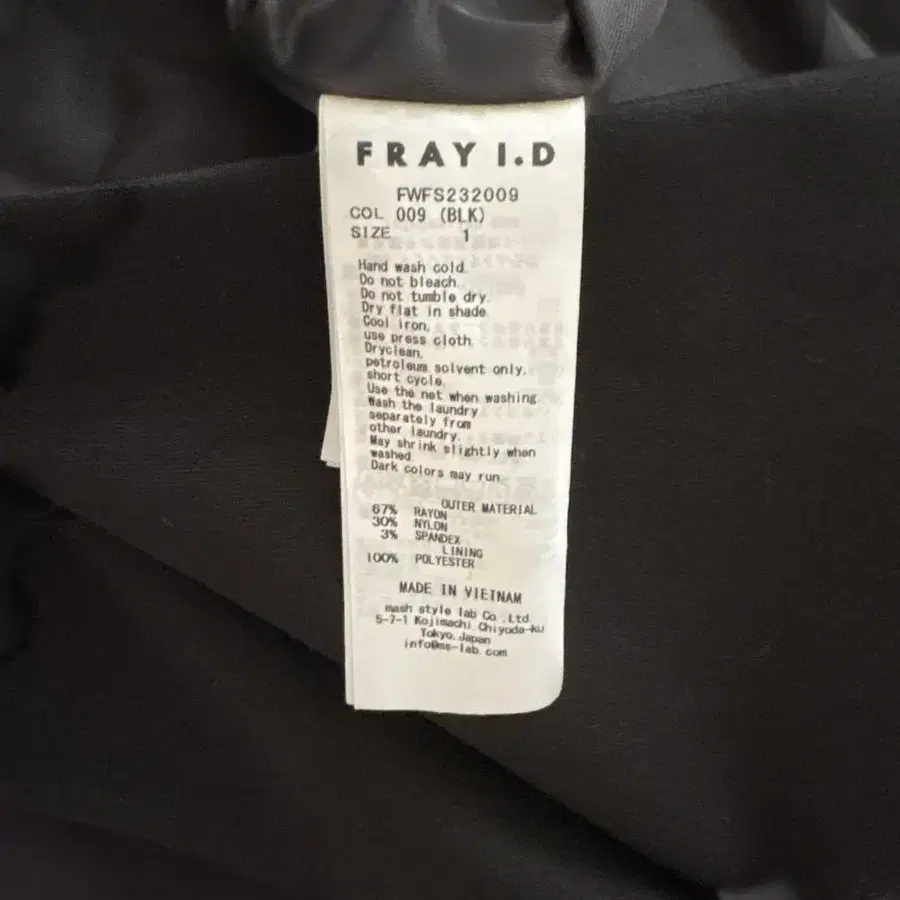 FRAY I.D
FWFS232009
COL 009 (BLK)
SIZE 1
Hand wash cold.
Do not bleach.
Do not tumble dry.
Dry flat in shade.
Cool iron,
use press cloth.
Dryclean,
petroleum solvent only.
short cycle.
Use the net when washing.
Wash the laundry
separately from
other laundry.
May shrink slightly when
washed.
Dark colors may run.
OUTER MATERIAL
67% RAYON
30% NYLON
3% SPANDEX
LINING
100% POLYESTER
MADE IN VIETNAM
mash style lab Co.,Ltd.
5-7-1 Kojimachi Chiyoda-ku
Tokyo.Japan
info@ms-lab.com